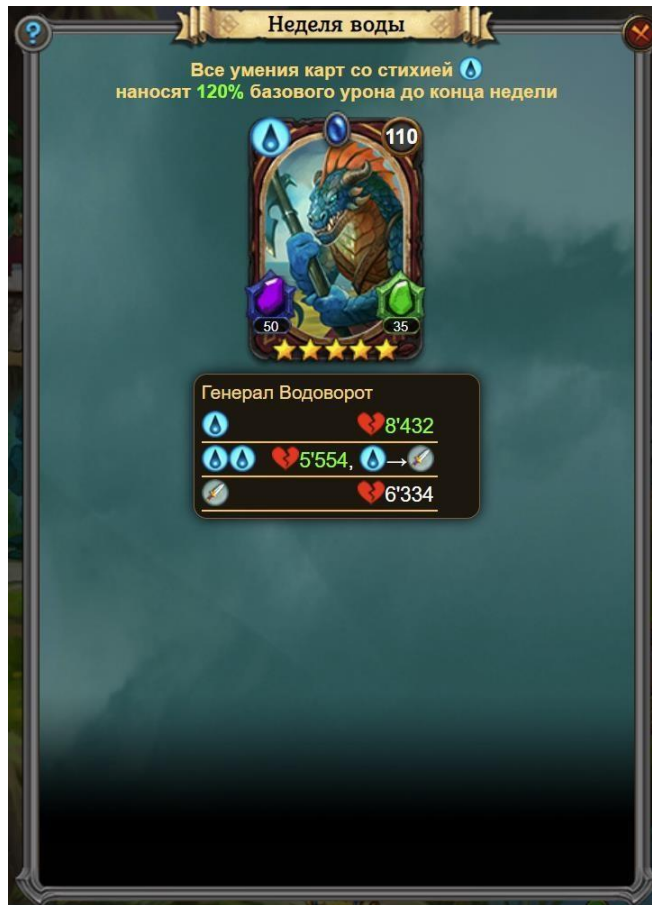 ?
Неделя воды
Все умения карт со стихией
наносят 120% базового урона до конца недели
110
50
35
Генерал Водоворот
8'432
5'554, →
6'334